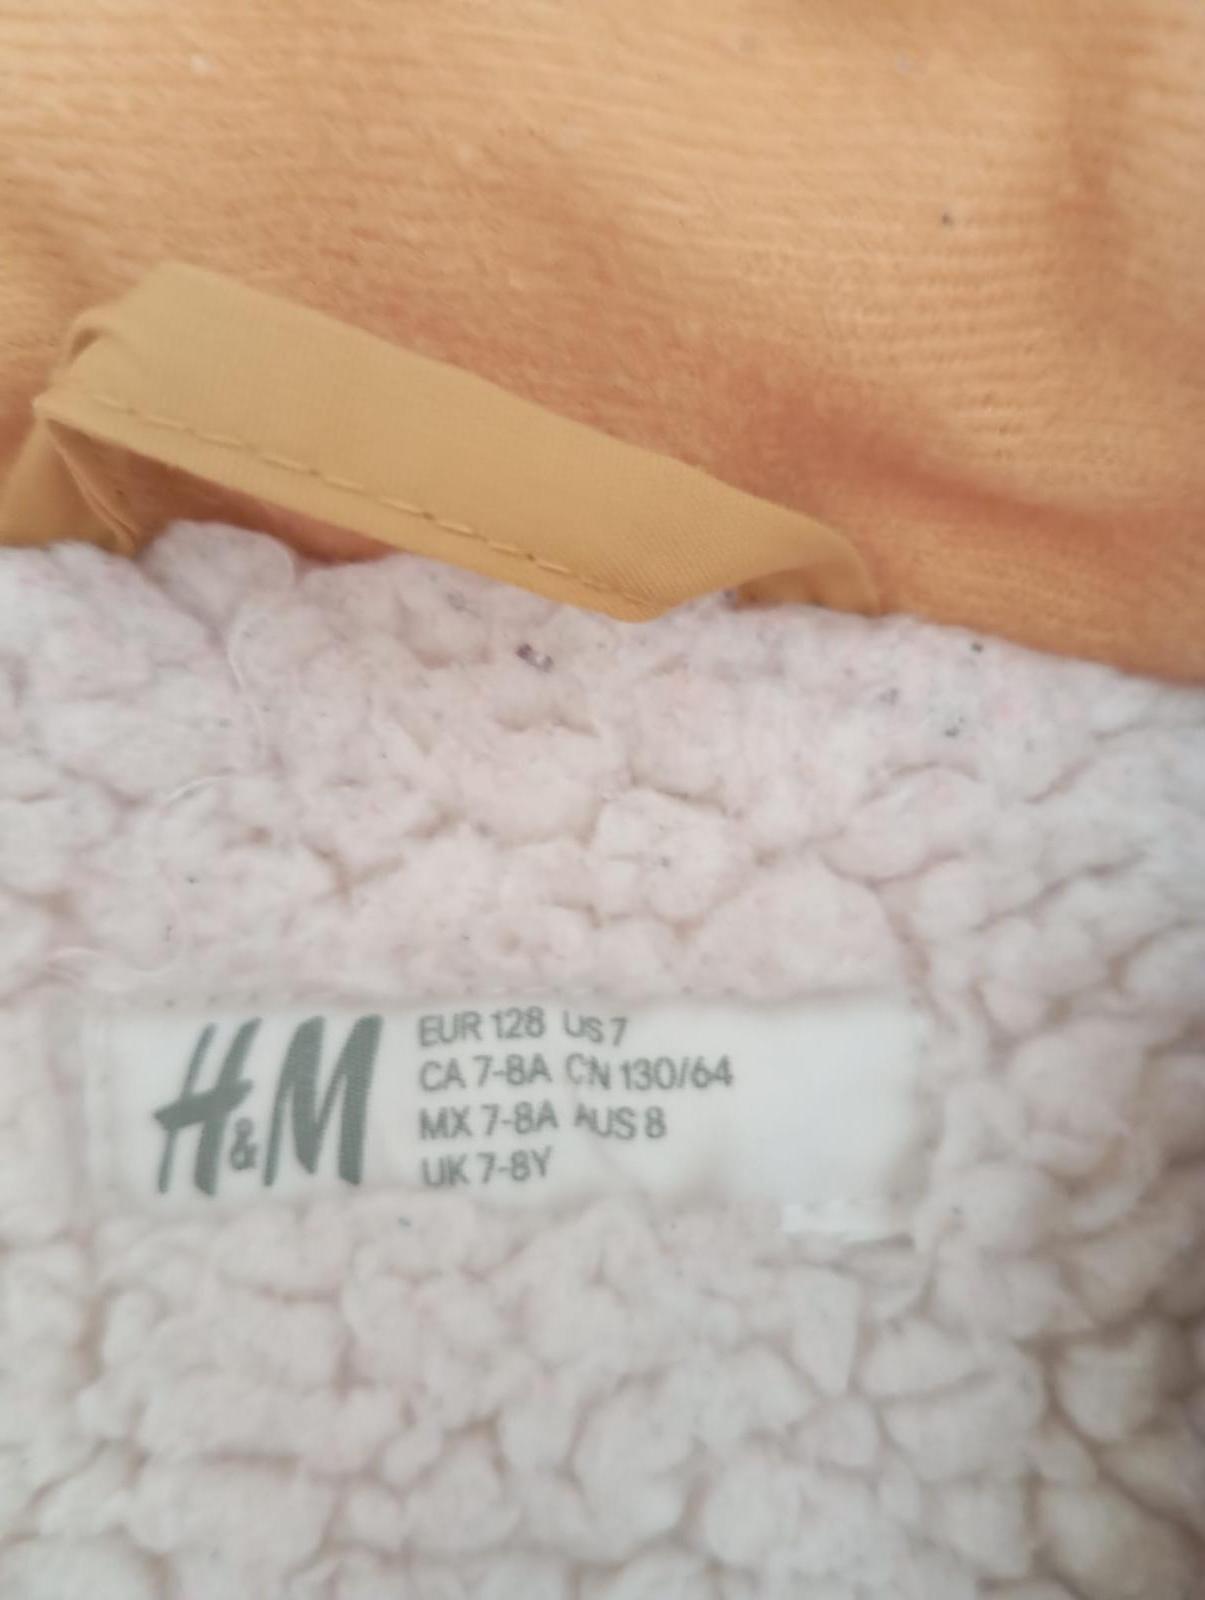 H&M
EUR 128 US 7
CA 7-8A CN 130/64
MX 7-8A AUS 8
UK 7-8Y